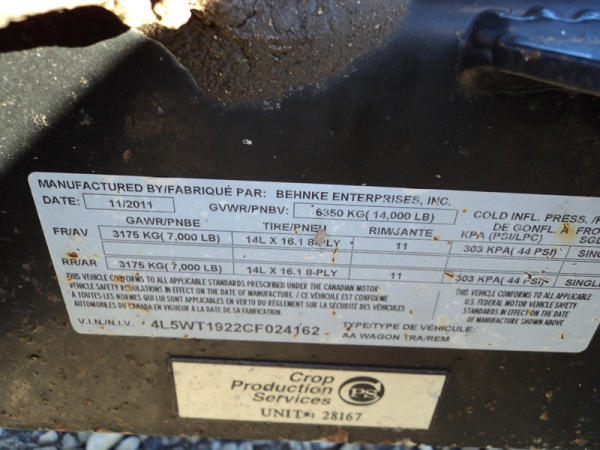 MANUFACTURED BY/FABRIQUÉ PAR: BEHNKE ENTERPRISES, INC.
DATE: 11/2011 GVWR/PNBV: 6350 KG( 14,000 LB) COLD INFL. PRESS. /
GAWR/PNBE TIRE/PNEU RIM/JANTE DE GONFL.
KPA (PSI/LPC)
FR/AV 3175 KG( 7,000 LB) 14L X 16.1 8-PLY 11 303 KPA( 44 PSI) SINGL
RR/AR 3175 KG( 7,000 LB) 14L X 16.1 8-PLY 11 303 KPA( 44 PSI) SINGL
THIS VEHICLE CONFORMS TO ALL APPLICABLE STANDARDS PRESCRIBED UNDER THE CANADIAN MOTOR
VEHICLE SAFETY REGULATIONS IN EFFECT ON THE DATE OF MANUFACTURE. / CE VÉHICULE EST CONFORME
A TOUTES LES NORMES QUI LUI SONT APPLICABLES EN VERTU DU RÈGLEMENT SUR LA SÉCURITÉ DES VÉHICULES
AUTOMOBILES DU CANADA EN VIGUEUR A LA DATE DE SA FABRICATION.
THIS VEHICLE CONFORMS TO ALL APPLICABLE
U.S. FEDERAL MOTOR VEHICLE SAFETY
STANDARDS IN EFFECT ON THE DATE OF
MANUFACTURE.
V.I.N./N.I.V. 4L5WT1922CF024162 TYPE/TYPE DE VÉHICULE:
AA WAGON TRA/REM
Crop
Production
Services
CPS
UNIT#: 28167